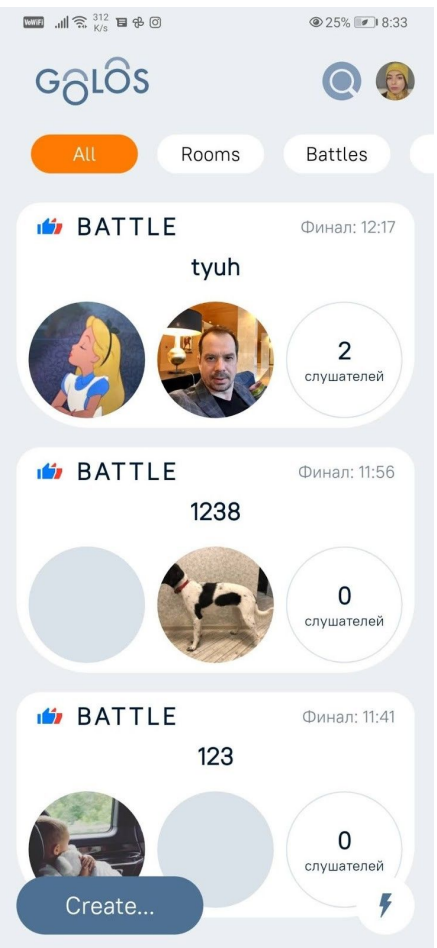 VoWiFi 312 K/s 25% 8:33
GOLOS
All Rooms Battles
BATTLE Финал: 12:17
tyuh
2
слушателей
BATTLE Финал: 11:56
1238
0
слушателей
BATTLE Финал: 11:41
123
0
слушателей
Create...